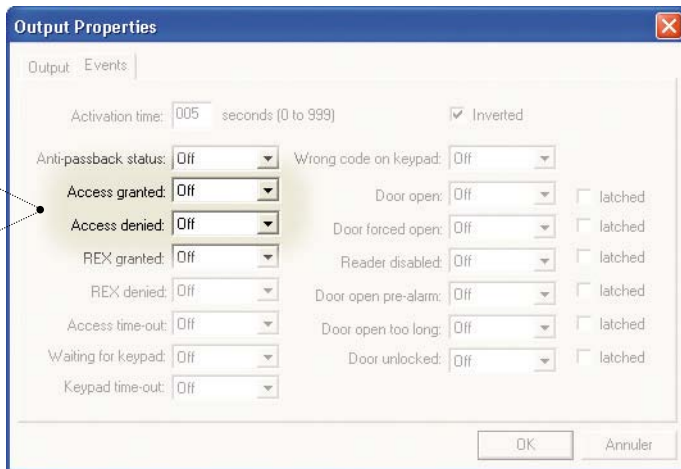 Output Properties
Output Events
Activation time: 005 seconds (0 to 999) Inverted
Anti-passback status: Off Wrong code on keypad: Off
Access granted: Off Door open: Off latched
Access denied: Off Door forced open: Off latched
REX granted: Off Reader disabled: Off latched
REX denied: Off Door open pre-alarm: Off latched
Access time-out: Off Door open too long: Off latched
Waiting for keypad: Off Door unlocked: Off latched
Keypad time-out: Off
OK Annuler